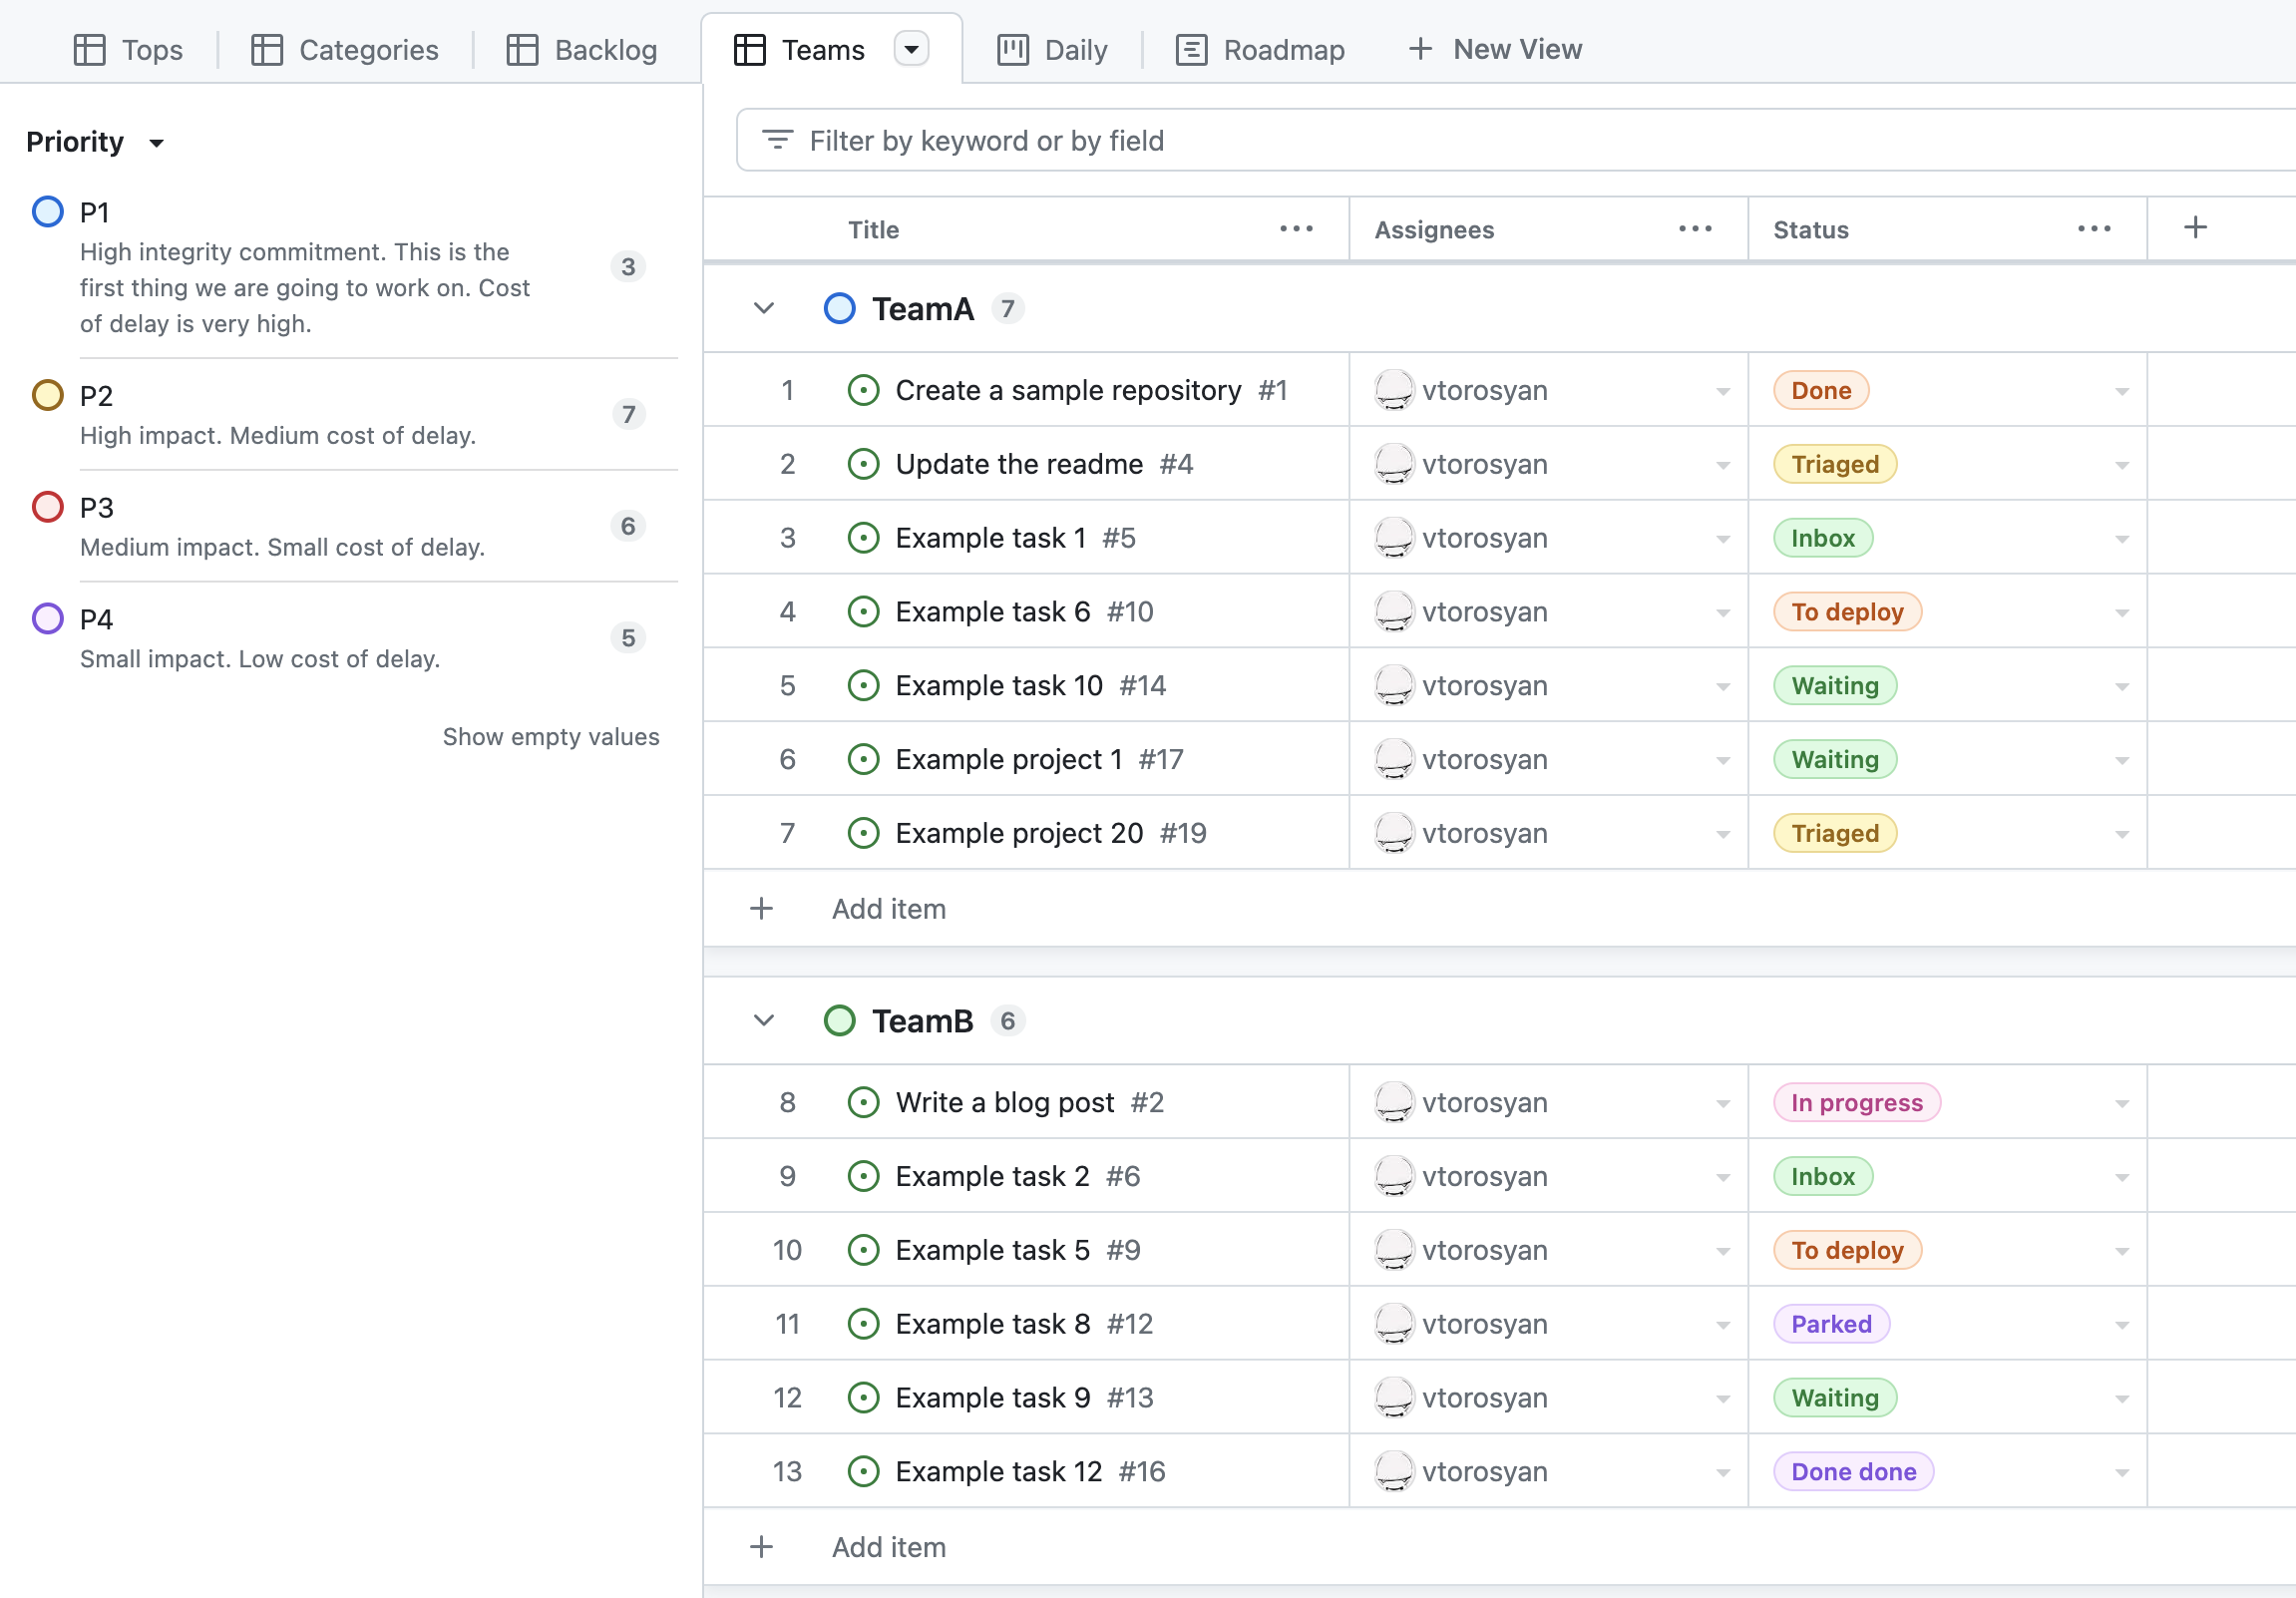 Tops
Categories
Backlog
Teams
Daily
Roadmap
New View
Priority
P1
High integrity commitment. This is the
first thing we are going to work on. Cost
of delay is very high.
3
P2
High impact. Medium cost of delay.
7
P3
Medium impact. Small cost of delay.
6
P4
Small impact. Low cost of delay.
5
Show empty values
Filter by keyword or by field
Title Assignees Status
TeamA 7
1 Create a sample repository #1 vtorosyan Done
2 Update the readme #4 vtorosyan Triaged
3 Example task 1 #5 vtorosyan Inbox
4 Example task 6 #10 vtorosyan To deploy
5 Example task 10 #14 vtorosyan Waiting
6 Example project 1 #17 vtorosyan Waiting
7 Example project 20 #19 vtorosyan Triaged
Add item
TeamB 6
8 Write a blog post #2 vtorosyan In progress
9 Example task 2 #6 vtorosyan Inbox
10 Example task 5 #9 vtorosyan To deploy
11 Example task 8 #12 vtorosyan Parked
12 Example task 9 #13 vtorosyan Waiting
13 Example task 12 #16 vtorosyan Done done
Add item